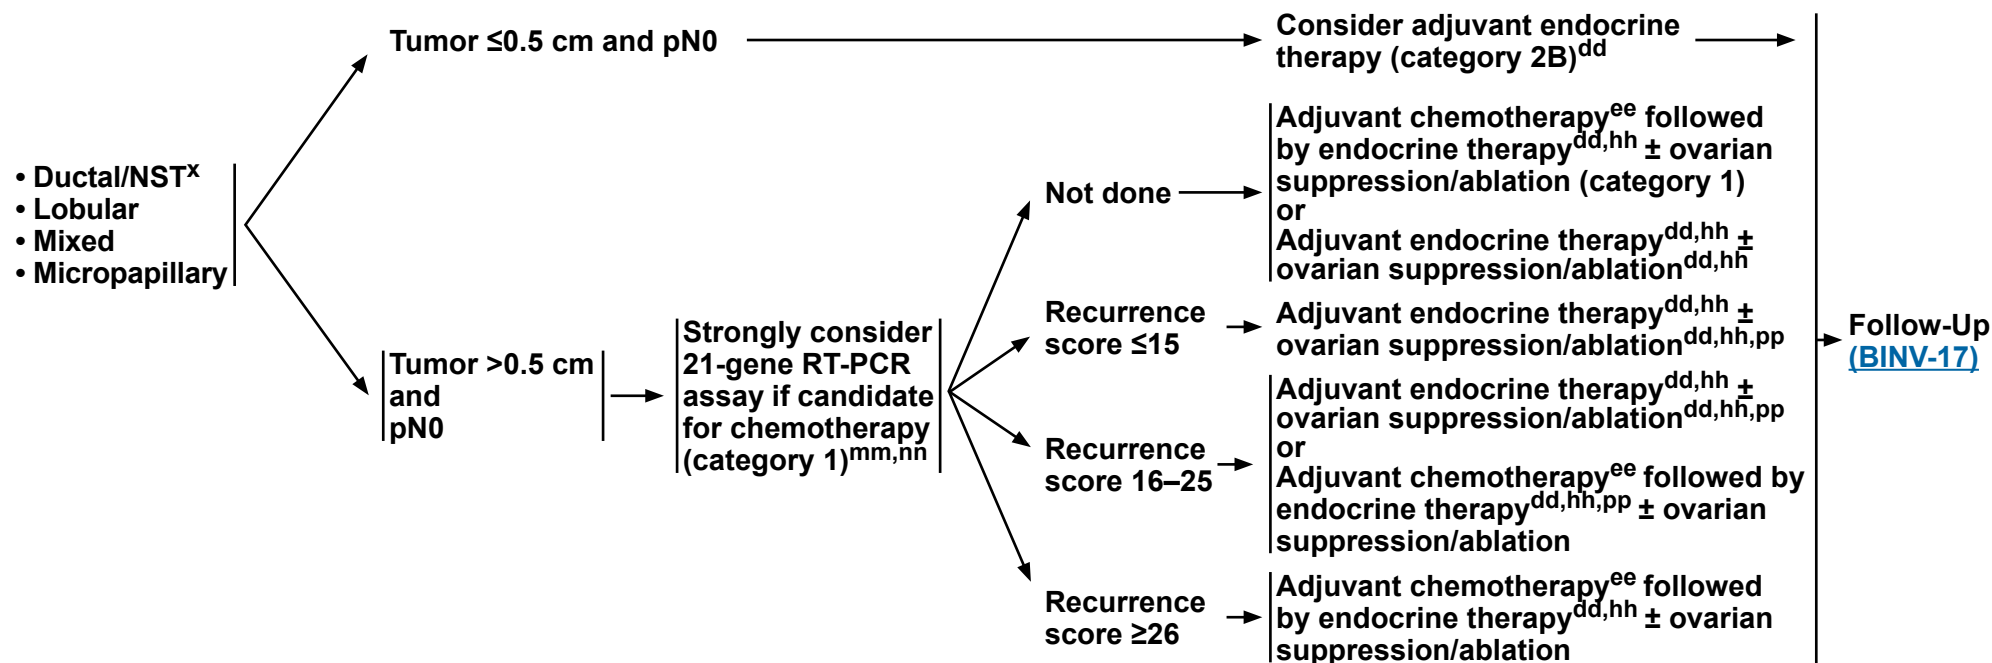 • Ductal/NSTx
• Lobular
• Mixed
• Micropapillary
Tumor ≤0.5 cm and pN0
Consider adjuvant endocrine
therapy (category 2B)dd
Tumor >0.5 cm
and
pN0
Strongly consider
21-gene RT-PCR
assay if candidate
for chemotherapy
(category 1)mm,nn
Not done
Adjuvant chemotherapyee followed
by endocrine therapydd,hh ± ovarian
suppression/ablation (category 1)
or
Adjuvant endocrine therapydd,hh ±
ovarian suppression/ablationdd,hh
Recurrence
score ≤15
Adjuvant endocrine therapydd,hh ±
ovarian suppression/ablationdd,hh,pp
Recurrence
score 16–25
Adjuvant endocrine therapydd,hh ±
ovarian suppression/ablationdd,hh,pp
or
Adjuvant chemotherapyee followed by
endocrine therapydd,hh,pp ± ovarian
suppression/ablation
Recurrence
score ≥26
Adjuvant chemotherapyee followed
by endocrine therapydd,hh ± ovarian
suppression/ablation
Follow-Up
(BINV-17)